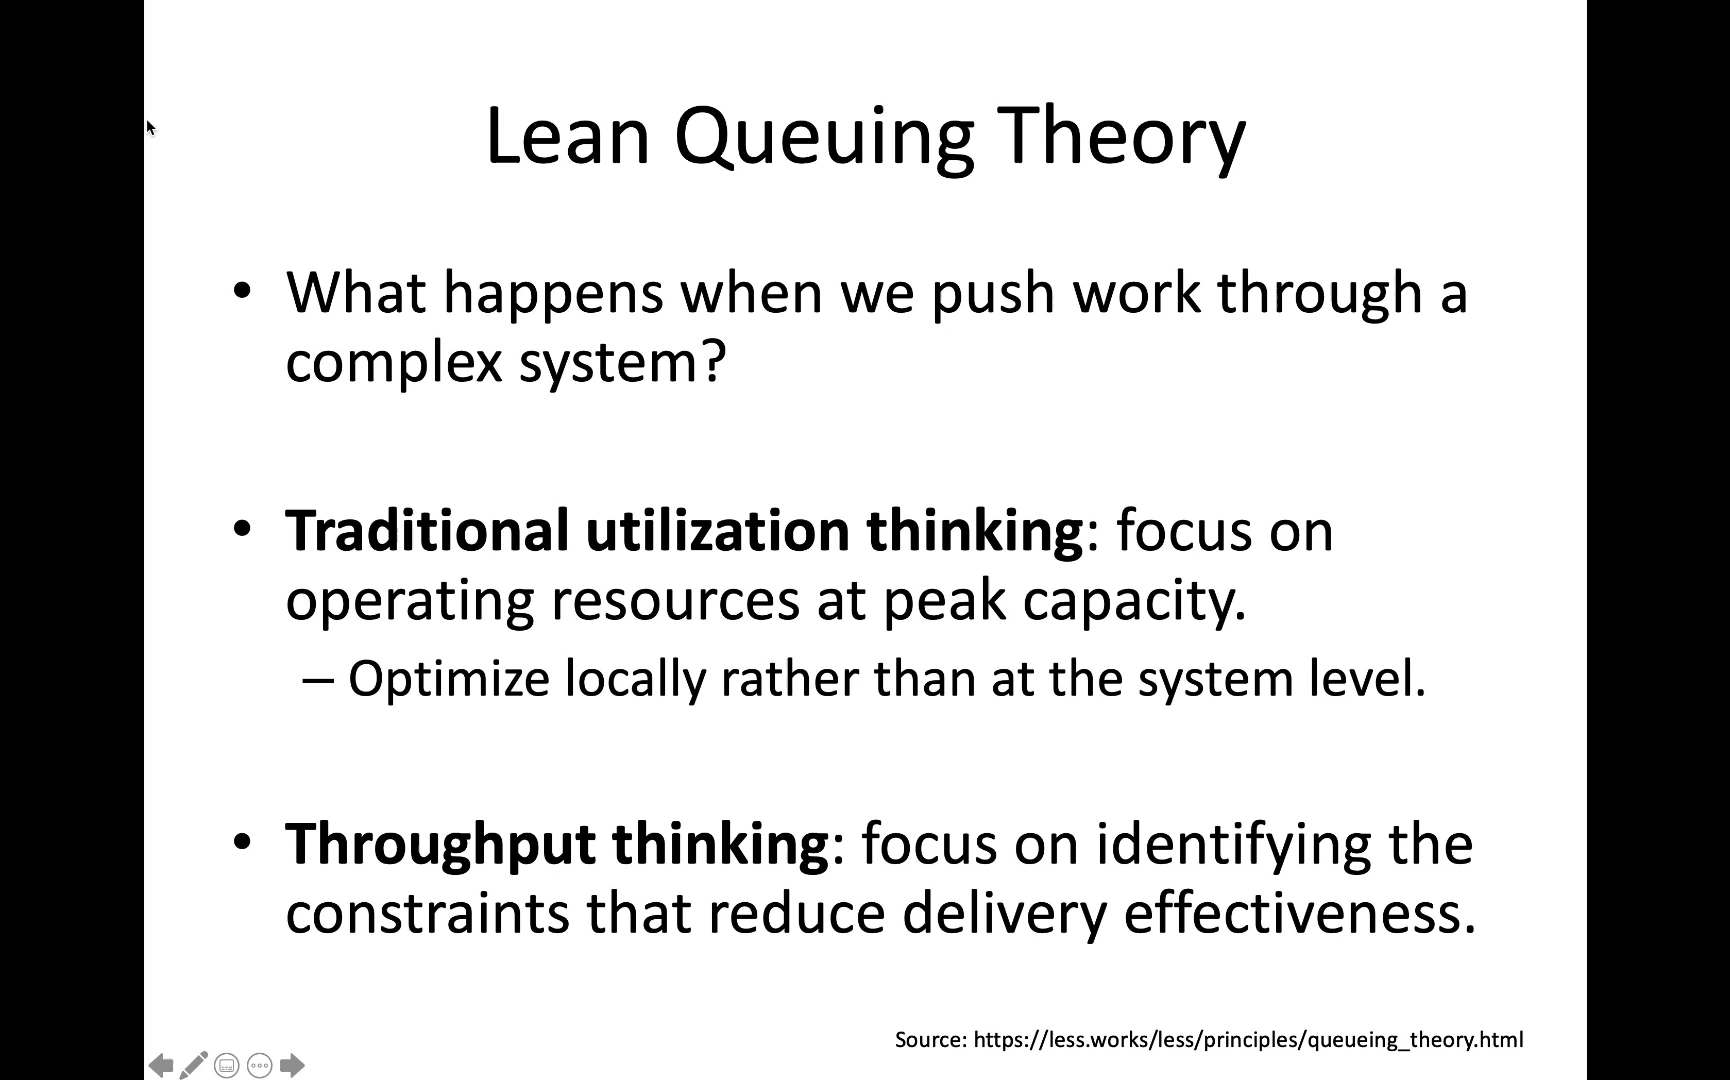 Lean Queuing Theory
• What happens when we push work through a
complex system?
• Traditional utilization thinking: focus on
operating resources at peak capacity.
– Optimize locally rather than at the system level.
• Throughput thinking: focus on identifying the
constraints that reduce delivery effectiveness.
Source: https://less.works/less/principles/queueing_theory.html